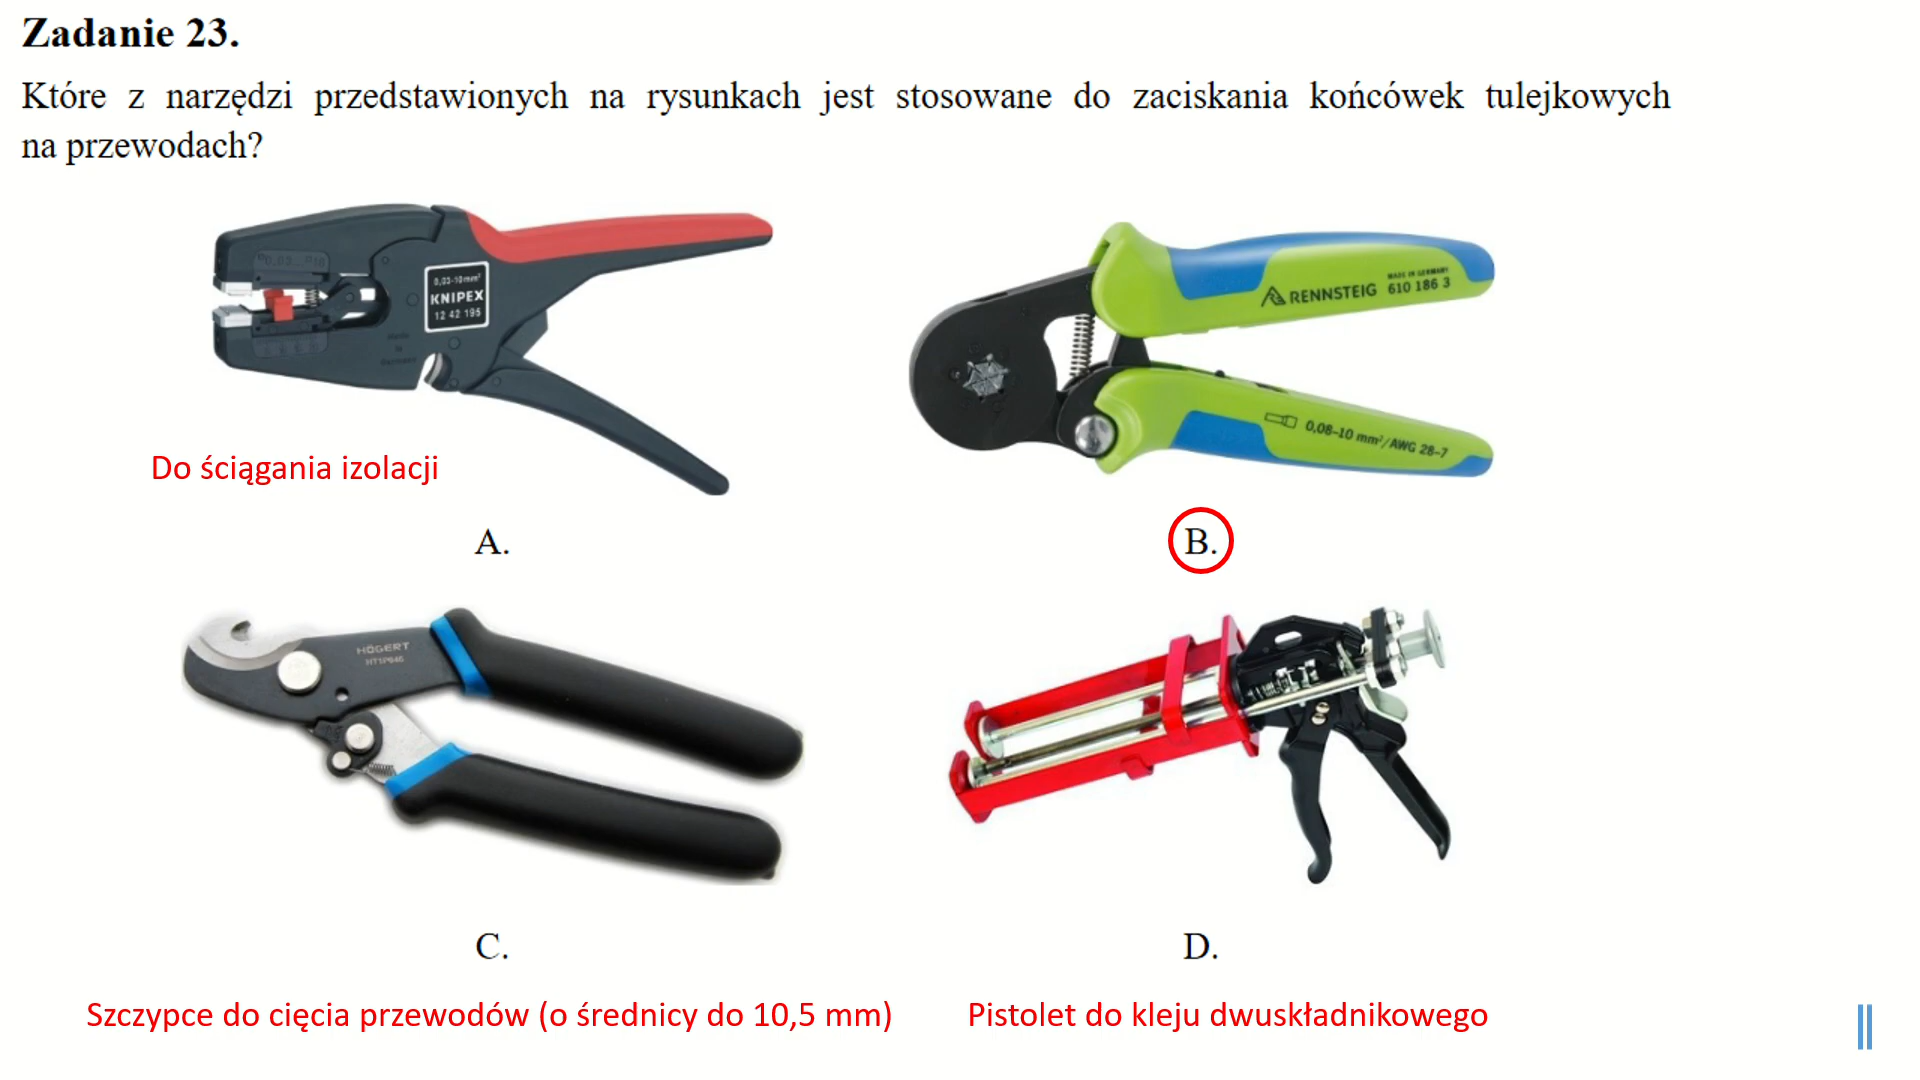 Zadanie 23.
Które z narzędzi przedstawionych na rysunkach jest stosowane do zaciskania końcówek tulejkowych
na przewodach?
0,03-10mm²
KNIPEX
12 42 195
MADE IN GERMANY
RENNSTEIG 610 186 3
0,08-10 mm²/AWG 28-7
Do ściągania izolacji
A.
B.
HÖGERT
C.
D.
Szczypce do cięcia przewodów (o średnicy do 10,5 mm)
Pistolet do kleju dwuskładnikowego